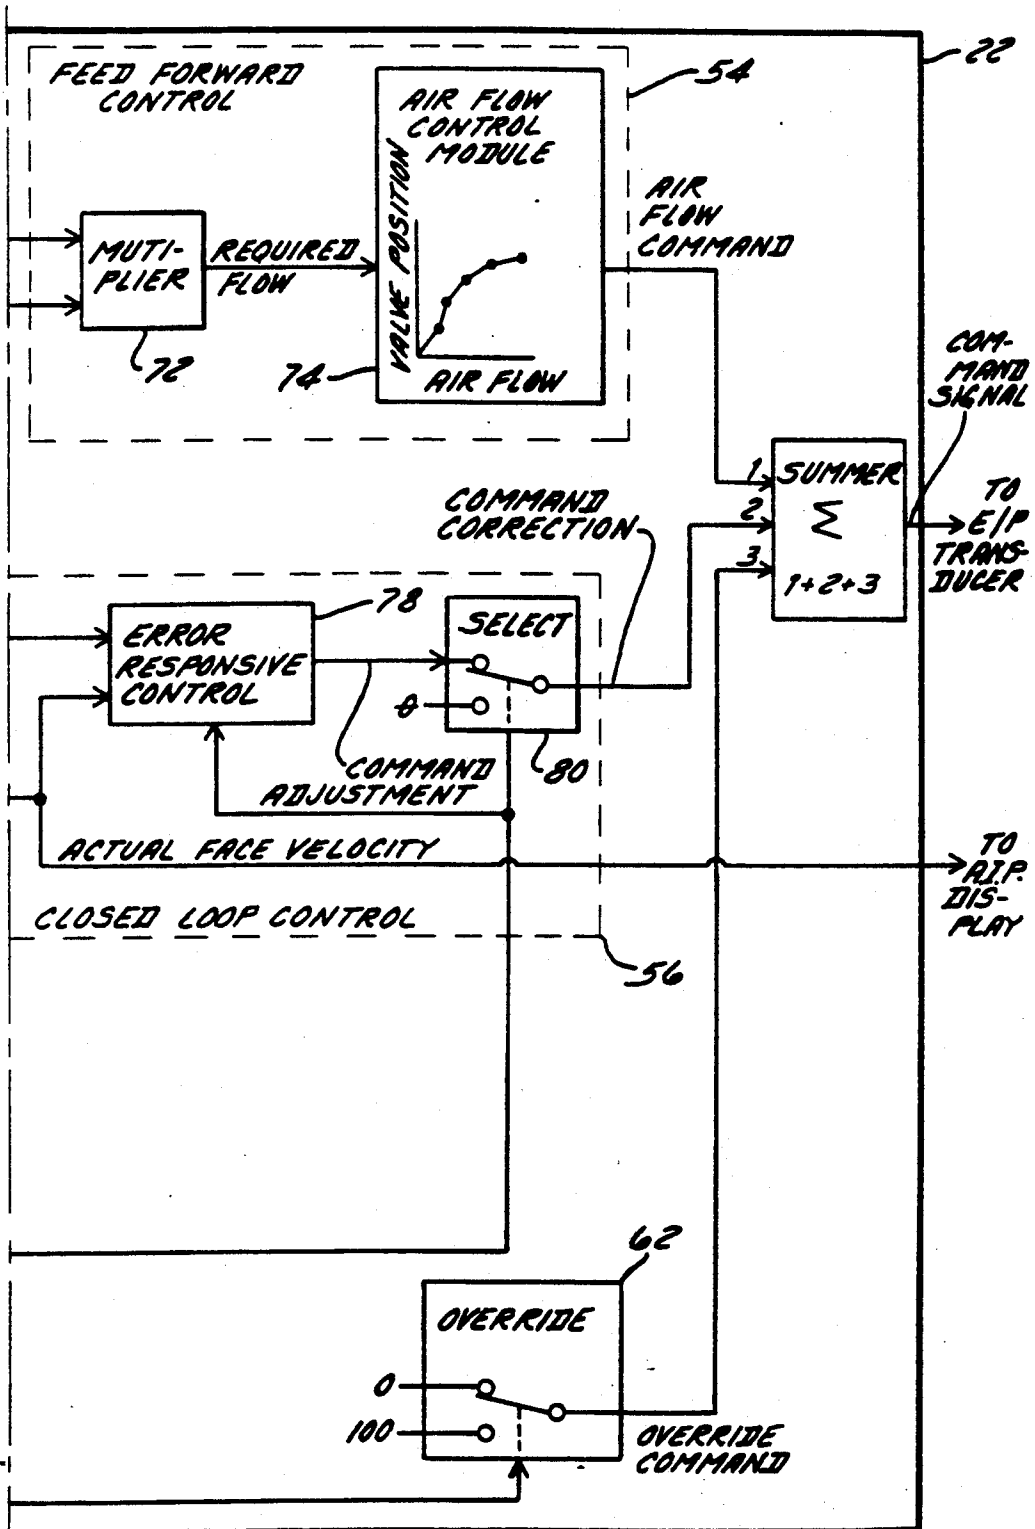 22
FEED FORWARD
CONTROL
54
AIR FLOW
CONTROL
MODULE
VALVE POSITION
AIR FLOW
74
MUTI-
PLIER
72
REQUIRED
FLOW
AIR
FLOW
COMMAND
COM-
MAND
SIGNAL
1
2
3
SUMMER
Σ
1+2+3
TO
E/P
TRANS-
DUCER
COMMAND
CORRECTION
78
ERROR
RESPONSIVE
CONTROL
SELECT
0
80
COMMAND
ADJUSTMENT
ACTUAL FACE VELOCITY
TO
A.I.P.
DIS-
PLAY
CLOSED LOOP CONTROL
56
62
OVERRIDE
0
100
OVERRIDE
COMMAND